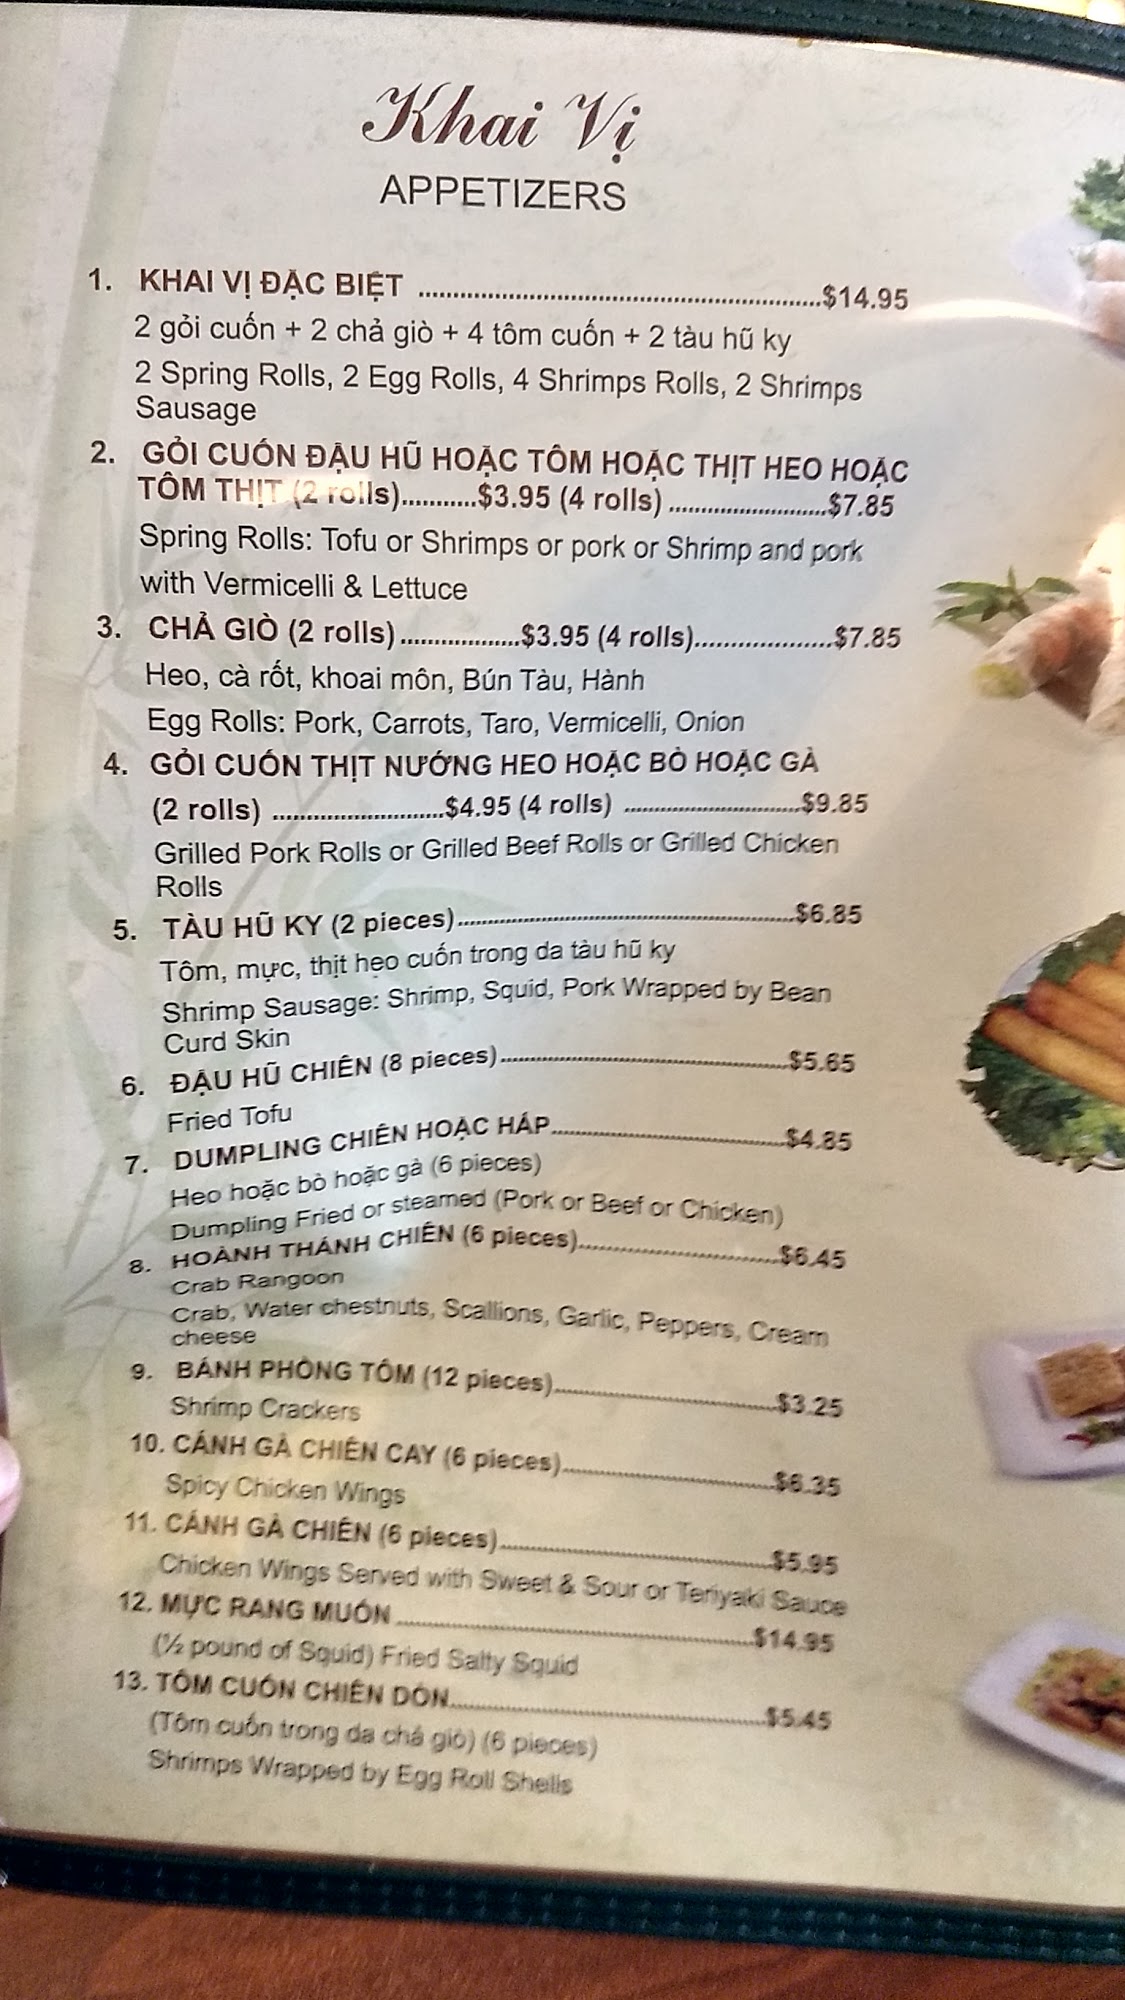 Khai Vị
APPETIZERS
1. KHAI VỊ ĐẶC BIỆT ..........$14.95
2 gỏi cuốn + 2 chả giò + 4 tôm cuốn + 2 tàu hũ ky
2 Spring Rolls, 2 Egg Rolls, 4 Shrimps Rolls, 2 Shrimps
Sausage
2. GỎI CUỐN ĐẬU HŨ HOẶC TÔM HOẶC THỊT HEO HOẶC
TÔM THỊT (2 rolls)...........$3.95 (4 rolls) ..........$7.85
Spring Rolls: Tofu or Shrimps or pork or Shrimp and pork
with Vermicelli & Lettuce
3. CHẢ GIÒ (2 rolls) ..........$3.95 (4 rolls)..........$7.85
Heo, cà rốt, khoai môn, Bún Tàu, Hành
Egg Rolls: Pork, Carrots, Taro, Vermicelli, Onion
4. GỎI CUỐN THỊT NƯỚNG HEO HOẶC BÒ HOẶC GÀ
(2 rolls) ..........$4.95 (4 rolls) ..........$9.85
Grilled Pork Rolls or Grilled Beef Rolls or Grilled Chicken
Rolls
5. TÀU HŨ KY (2 pieces)..........$6.85
Tôm, mực, thịt hẹo cuốn trong da tàu hũ ky
Shrimp Sausage: Shrimp, Squid, Pork Wrapped by Bean
Curd Skin
6. ĐẬU HŨ CHIÊN (8 pieces)..........$5.65
Fried Tofu
7. DUMPLING CHIÊN HOẶC HẤP..........$4.85
Heo hoặc bò hoặc gà (6 pieces)
Dumpling Fried or steamed (Pork or Beef or Chicken)
8. HOÀNH THÁNH CHIÊN (6 pieces)..........$6.45
Crab Rangoon
Crab, Water chestnuts, Scallions, Garlic, Peppers, Cream
cheese
9. BÁNH PHÒNG TÔM (12 pieces)..........$3.25
Shrimp Crackers
10. CÁNH GÀ CHIÊN CAY (6 pieces)..........$6.35
Spicy Chicken Wings
11. CÁNH GÀ CHIÊN (6 pieces)..........$5.95
Chicken Wings Served with Sweet & Sour or Teriyaki Sauce
12. MỰC RANG MUỐN ..........$14.95
(½ pound of Squid) Fried Salty Squid
13. TÔM CUỐN CHIÊN DÒN..........$5.45
(Tôm cuốn trong da chả giò) (6 pieces)
Shrimps Wrapped by Egg Roll Shells